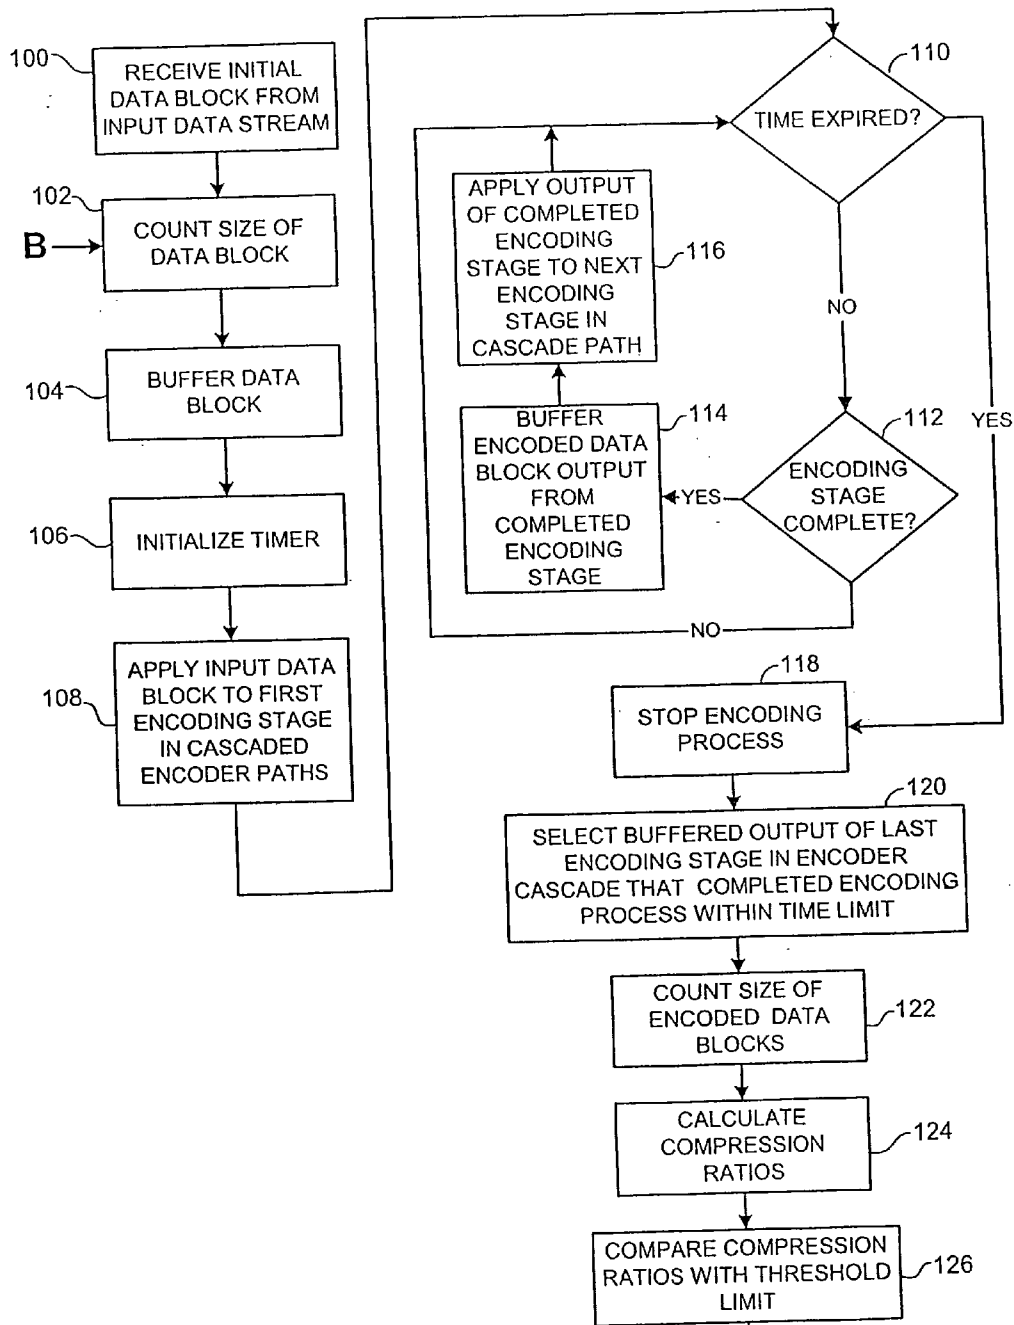 100
RECEIVE INITIAL
DATA BLOCK FROM
INPUT DATA STREAM
102
B
COUNT SIZE OF
DATA BLOCK
104
BUFFER DATA
BLOCK
106
INITIALIZE TIMER
108
APPLY INPUT DATA
BLOCK TO FIRST
ENCODING STAGE
IN CASCADED
ENCODER PATHS
110
TIME EXPIRED?
NO
YES
112
ENCODING
STAGE
COMPLETE?
YES
NO
114
BUFFER
ENCODED DATA
BLOCK OUTPUT
FROM
COMPLETED
ENCODING
STAGE
116
APPLY OUTPUT
OF COMPLETED
ENCODING
STAGE TO NEXT
ENCODING
STAGE IN
CASCADE PATH
118
STOP ENCODING
PROCESS
120
SELECT BUFFERED OUTPUT OF LAST
ENCODING STAGE IN ENCODER
CASCADE THAT COMPLETED ENCODING
PROCESS WITHIN TIME LIMIT
COUNT SIZE OF
ENCODED DATA
BLOCKS
122
CALCULATE
COMPRESSION
RATIOS
124
COMPARE COMPRESSION
RATIOS WITH THRESHOLD
LIMIT
126